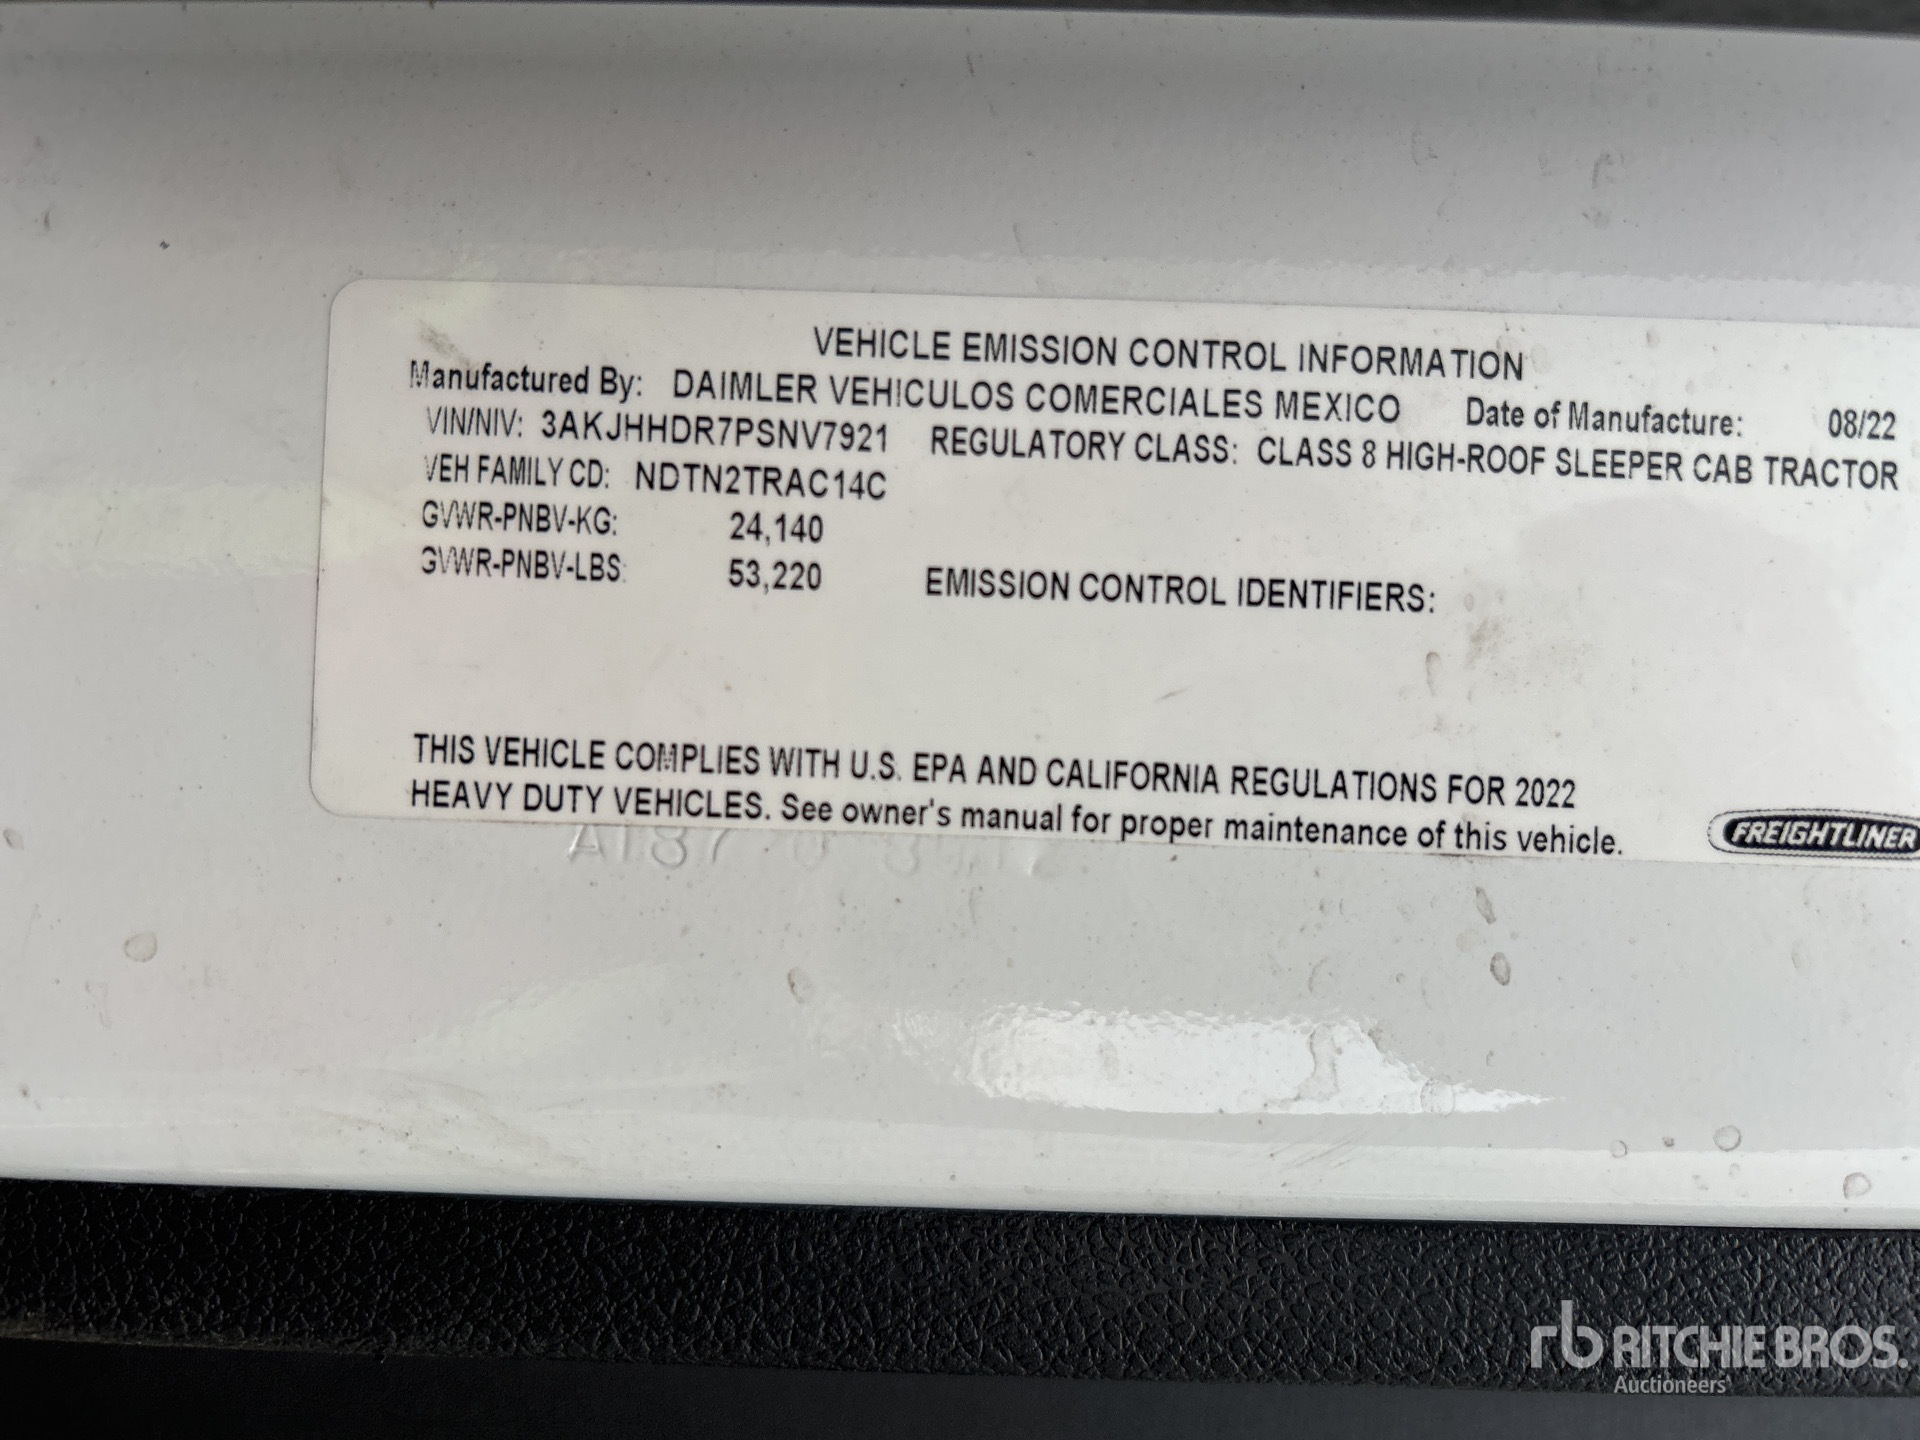 VEHICLE EMISSION CONTROL INFORMATION
Manufactured By: DAIMLER VEHICULOS COMERCIALES MEXICO Date of Manufacture: 08/22
VIN/NIV: 3AKJHHDR7PSNV7921 REGULATORY CLASS: CLASS 8 HIGH-ROOF SLEEPER CAB TRACTOR
VEH FAMILY CD: NDTN2TRAC14C
GVWR-PNBV-KG: 24,140
GVWR-PNBV-LBS: 53,220 EMISSION CONTROL IDENTIFIERS:
THIS VEHICLE COMPLIES WITH U.S. EPA AND CALIFORNIA REGULATIONS FOR 2022
HEAVY DUTY VEHICLES. See owner's manual for proper maintenance of this vehicle.
FREIGHTLINER
rb RITCHIE BROS.
Auctioneers